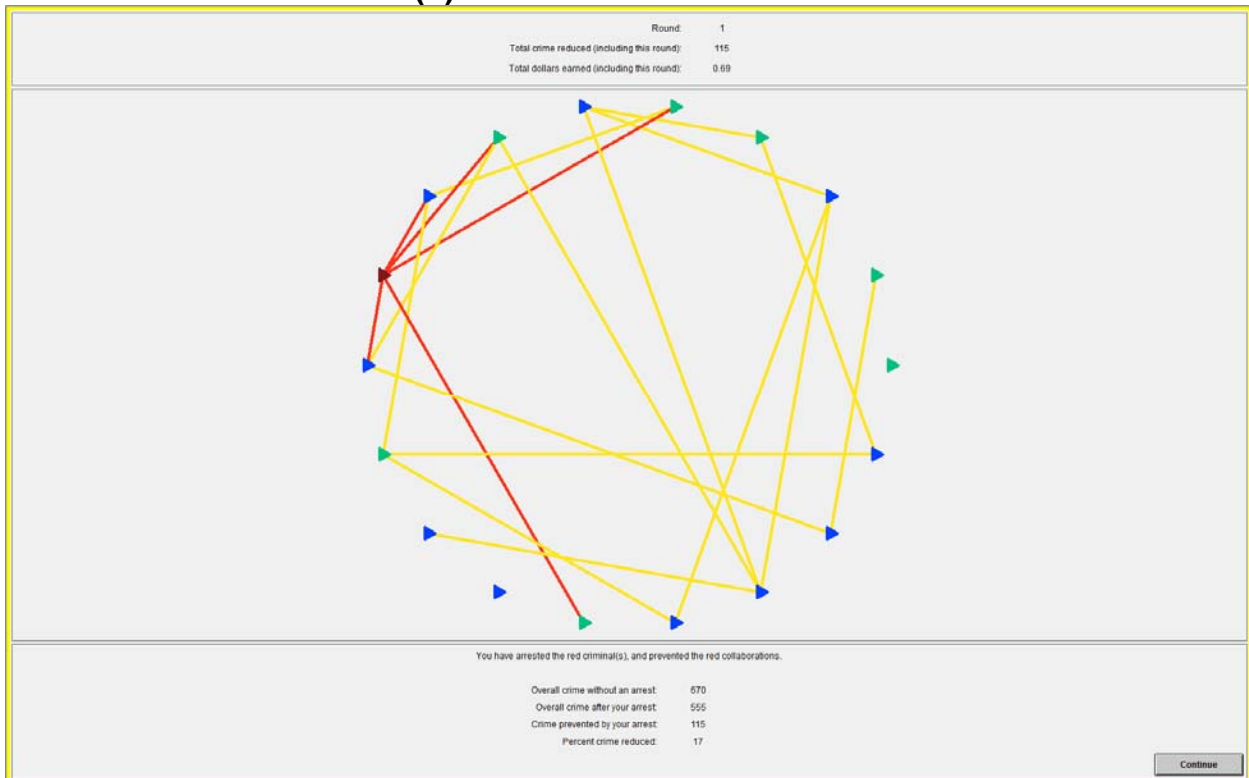 Round: 1
Total crime reduced (including this round): 115
Total dollars earned (including this round): 0.69
You have arrested the red criminal(s), and prevented the red collaborations.
Overall crime without an arrest: 670
Overall crime after your arrest: 555
Crime prevented by your arrest: 115
Percent crime reduced: 17
Continue